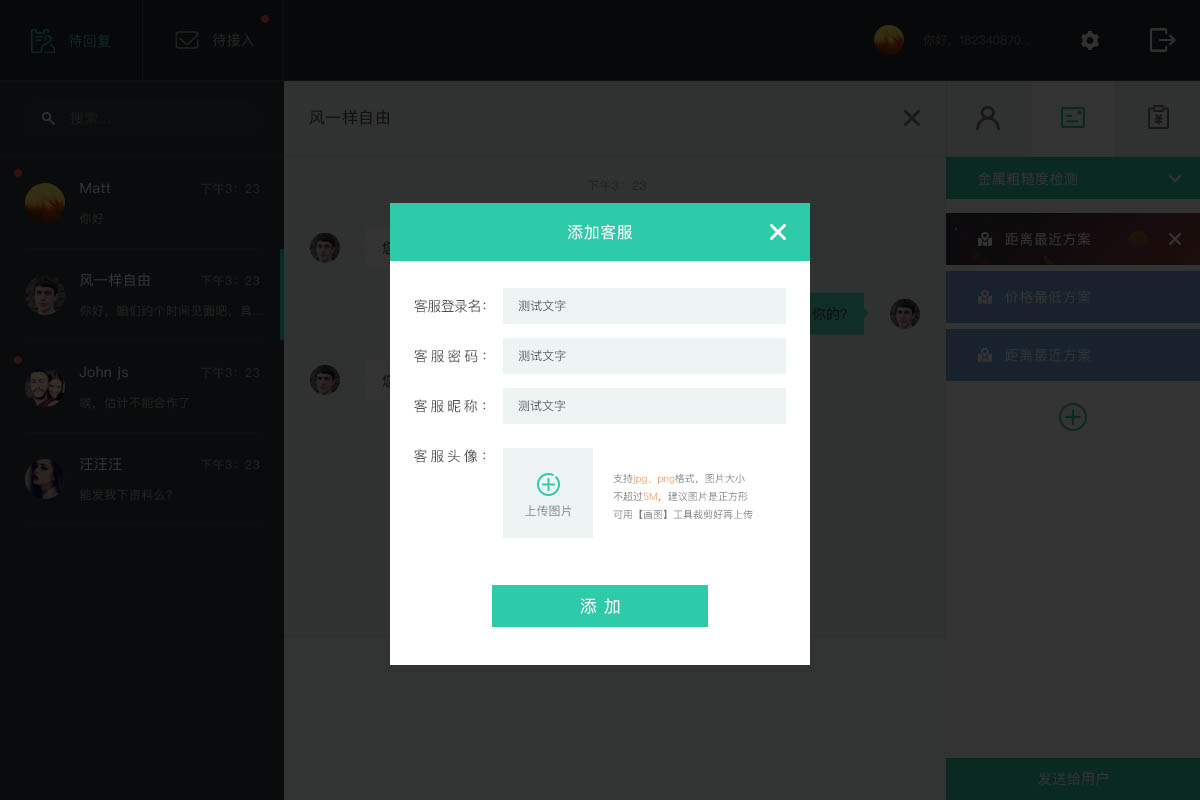 待回复
待接入
你好，182340870...
搜索...
风一样自由
Matt
下午3：23
你好
风一样自由
下午3：23
你好，咱们约个时间见面吧，真...
John js
下午3：23
嘿，估计不能合作了
汪汪汪
下午3：23
能发我下资料么？
下午3：23
您
你的？
您
添加客服
客服登录名：
测试文字
客服密码：
测试文字
客服昵称：
测试文字
客服头像：
上传图片
支持jpg、png格式，图片大小
不超过5M，建议图片是正方形
可用【画图】工具裁剪好再上传
添 加
金属粗糙度检测
距离最近方案
价格最低方案
距离最近方案
发送给用户